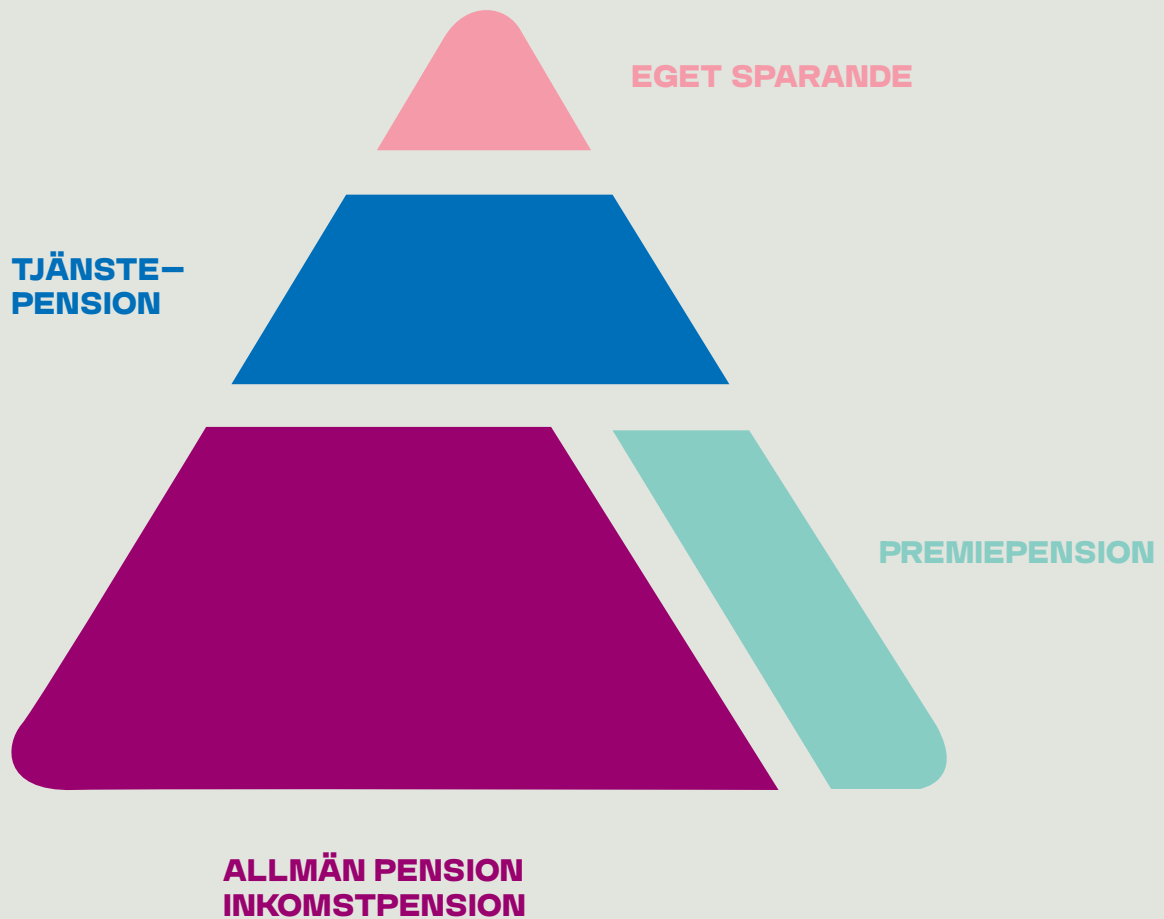 EGET SPARANDE
TJÄNSTE–
PENSION
PREMIEPENSION
ALLMÄN PENSION
INKOMSTPENSION